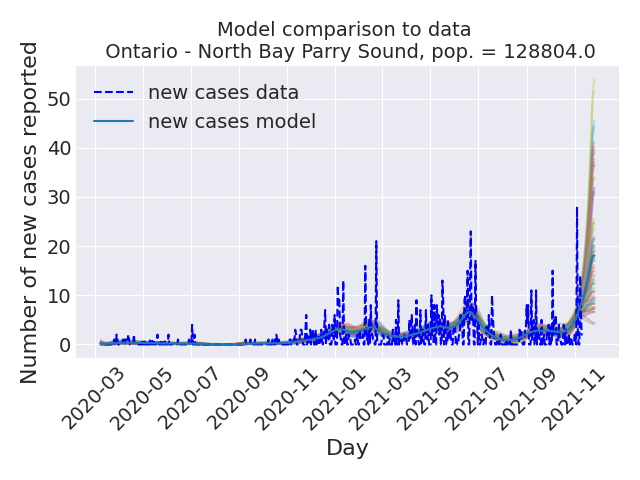 Model comparison to data
Ontario - North Bay Parry Sound, pop. = 128804.0
Number of new cases reported
50
40
30
20
10
0
new cases data
new cases model
2020-03
2020-05
2020-07
2020-09
2020-11
2021-01
2021-03
2021-05
2021-07
2021-09
2021-11
Day